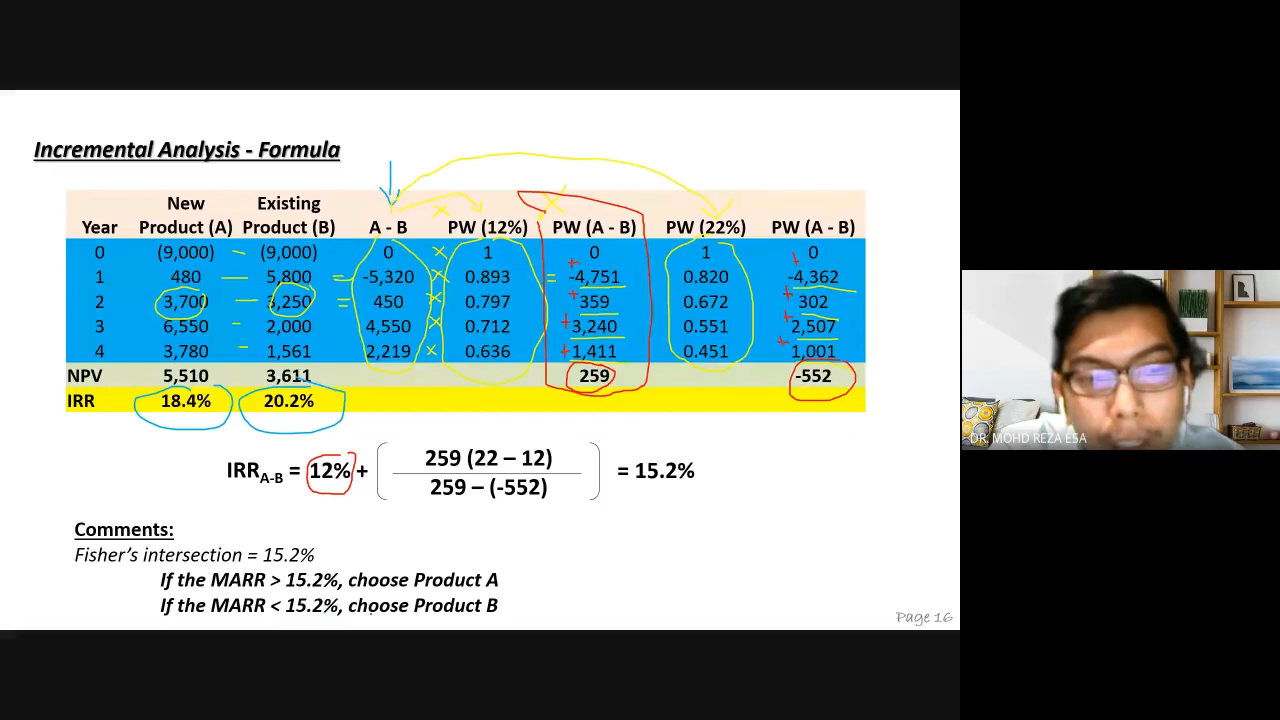 Incremental Analysis - Formula
New Existing
Year Product (A) Product (B) A - B PW (12%) PW (A - B) PW (22%) PW (A - B)
0 (9,000) – (9,000) 0 × 1 0 1 + 0
1 480 — 5,800 = -5,320 × 0.893 = + -4,751 0.820 -4,362
2 3,700 — 3,250 = 450 × 0.797 + 359 0.672 + 302
3 6,550 - 2,000 4,550 × 0.712 + 3,240 0.551 + 2,507
4 3,780 - 1,561 2,219 × 0.636 + 1,411 0.451 + 1,001
NPV 5,510 3,611 259 -552
IRR 18.4% 20.2%
259 (22 – 12)
IRRA-B = 12% + = 15.2%
259 – (-552)
Comments:
Fisher's intersection = 15.2%
If the MARR > 15.2%, choose Product A
If the MARR < 15.2%, choose Product B
Page 16
DR. MOHD REZA ESA